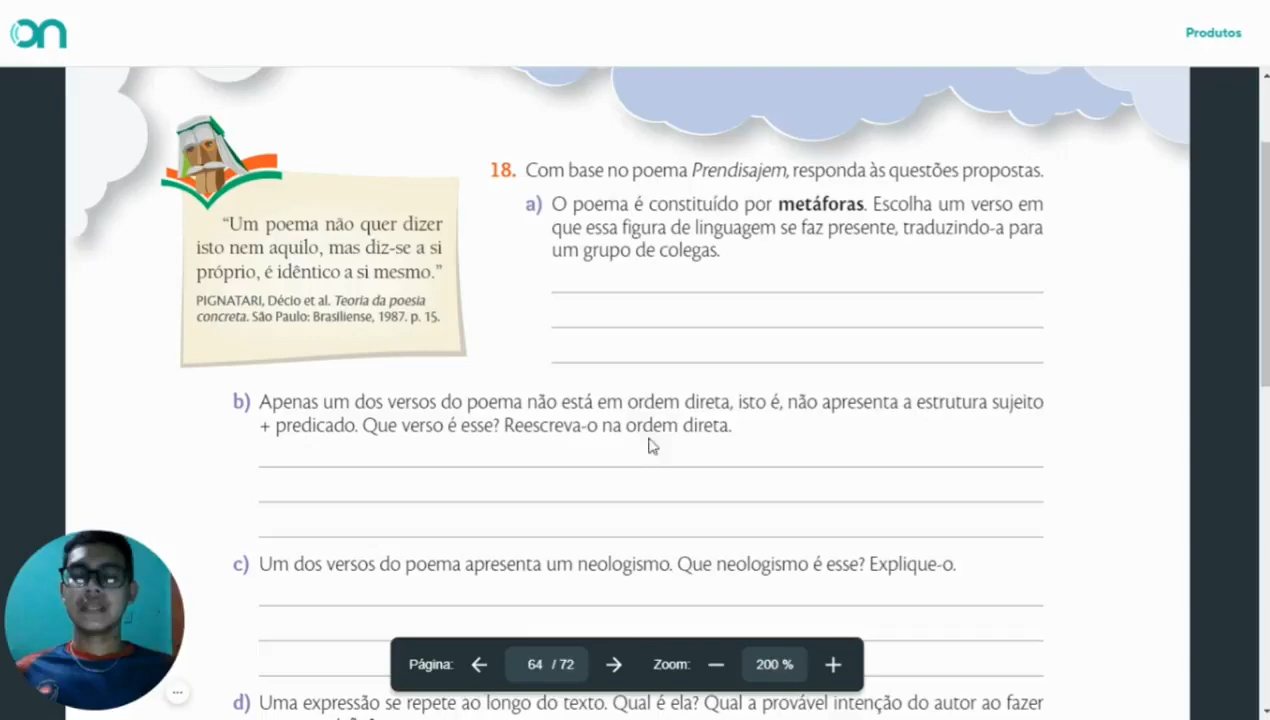 on
Produtos
“Um poema não quer dizer
isto nem aquilo, mas diz-se a si
próprio, é idêntico a si mesmo.”
PIGNATARI, Décio et al. Teoria da poesia
concreta. São Paulo: Brasiliense, 1987. p. 15.
18. Com base no poema Prendisajem, responda às questões propostas.
a) O poema é constituído por metáforas. Escolha um verso em
que essa figura de linguagem se faz presente, traduzindo-a para
um grupo de colegas.
b) Apenas um dos versos do poema não está em ordem direta, isto é, não apresenta a estrutura sujeito
+ predicado. Que verso é esse? Reescreva-o na ordem direta.
c) Um dos versos do poema apresenta um neologismo. Que neologismo é esse? Explique-o.
Página: 64 / 72 Zoom: 200 %
d) Uma expressão se repete ao longo do texto. Qual é ela? Qual a provável intenção do autor ao fazer